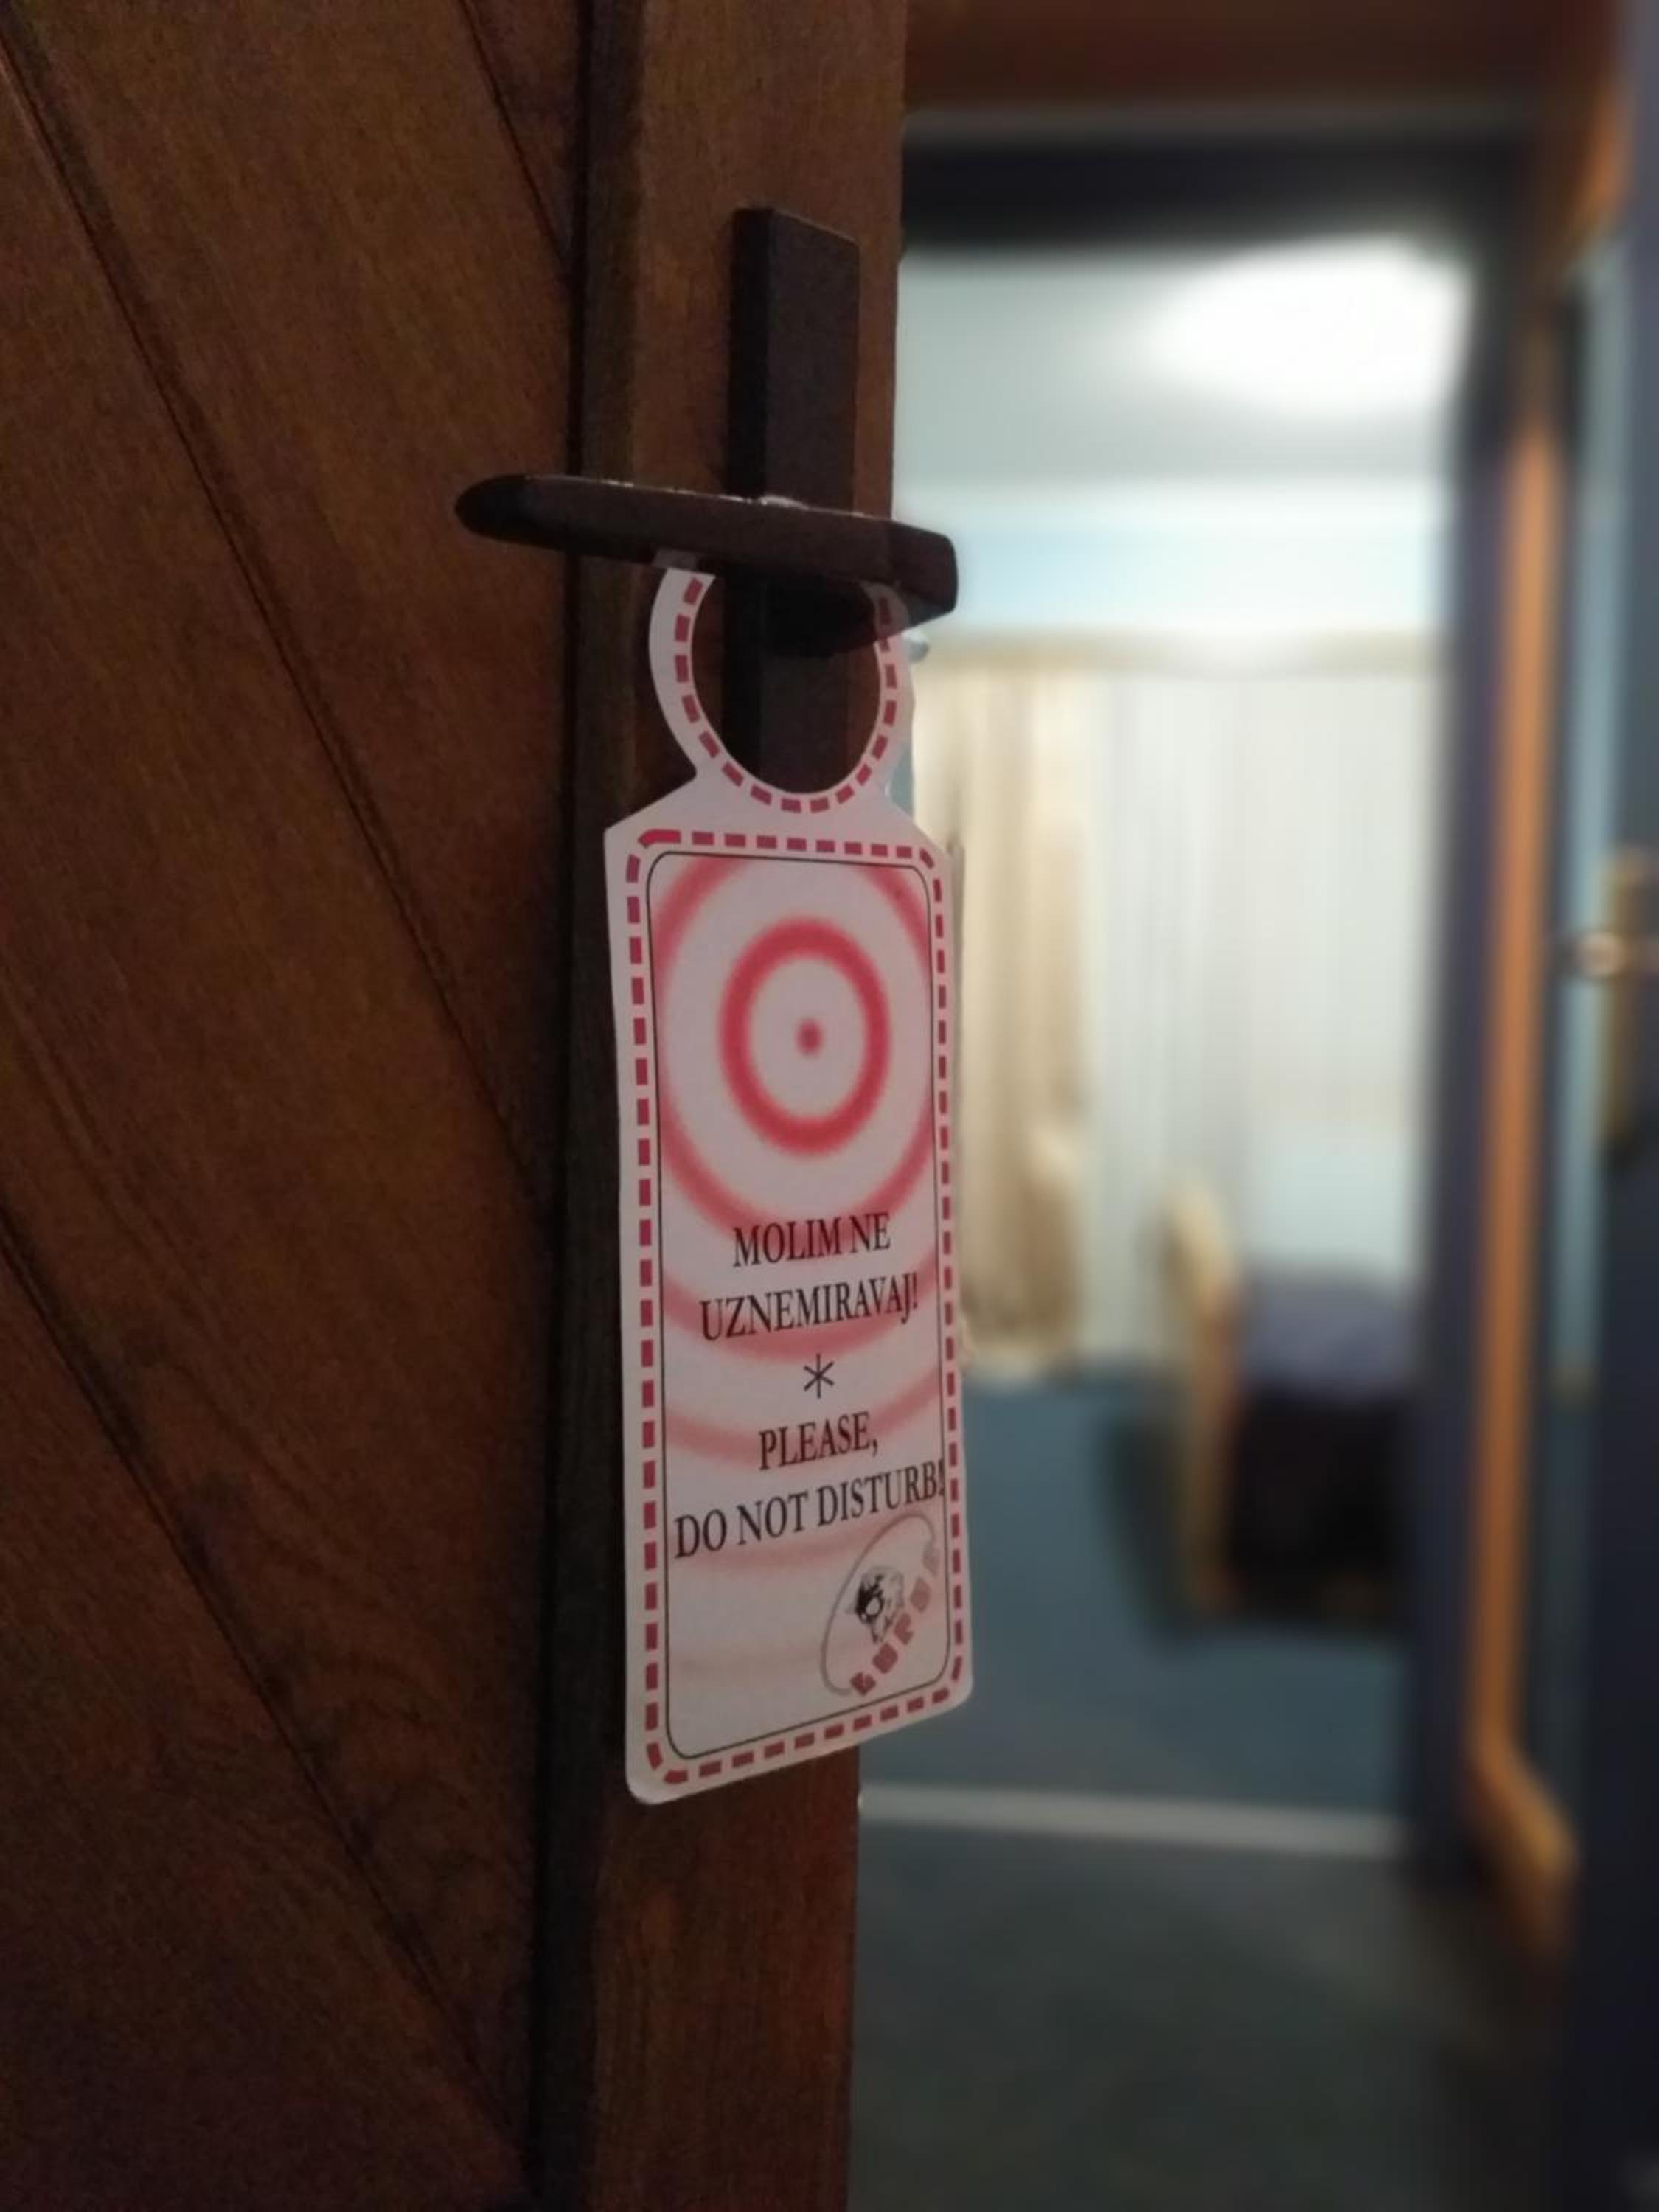 MOLIM NE
UZNEMIRAVAJ!
*
PLEASE,
DO NOT DISTURB!